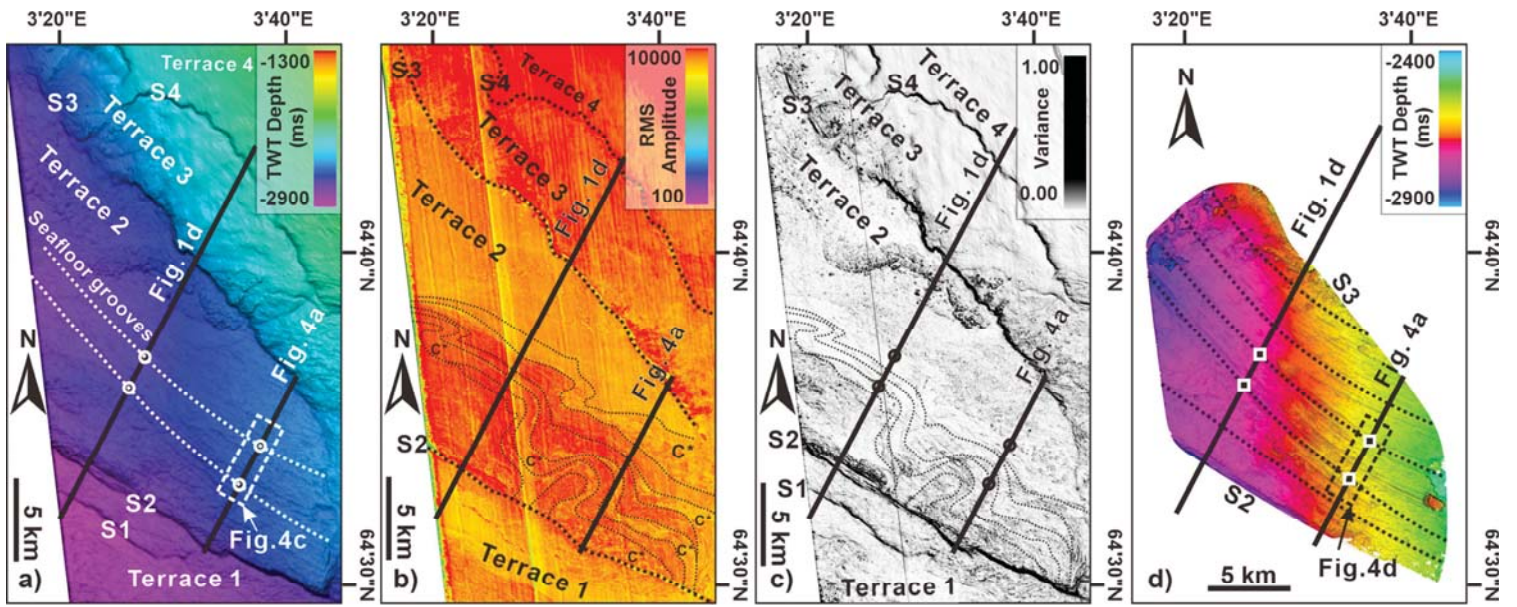 3'20"E
3'40"E
3'20"E
3'40"E
3'20"E
3'40"E
3'20"E
3'40"E
Terrace 4
-1300
TWT Depth
(ms)
-2900
S4
S3
Terrace 3
Terrace 2
Seafloor grooves
Fig. 1d
Fig. 4a
N
S2
S1
Fig.4c
Terrace 1
5 km
a)
S3
S4
Terrace 4
10000
RMS
Amplitude
100
Terrace 3
Terrace 2
Fig. 1d
64'40"N
N
C*
Fig.4a
S2
C*
C*
C*
C*
C*
Terrace 1
5 km
64'30"N
b)
S4
1.00
Variance
0.00
S3
Terrace 4
Terrace 3
Terrace 2
Fig. 1d
64'40"N
N
Fig. 4a
S2
S1
5 km
Terrace 1
64'30"N
c)
-2400
TWT Depth
(ms)
-2900
N
Fig. 1d
S3
64'40"N
Fig. 4a
S2
Fig.4d
5 km
64'30"N
d)